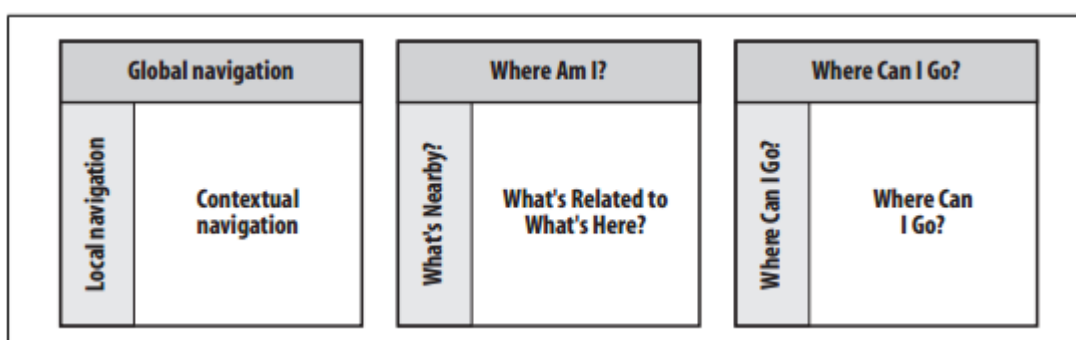 Global navigation
Local navigation
Contextual
navigation
Where Am I?
What's Nearby?
What's Related to
What's Here?
Where Can I Go?
Where Can I Go?
Where Can
I Go?